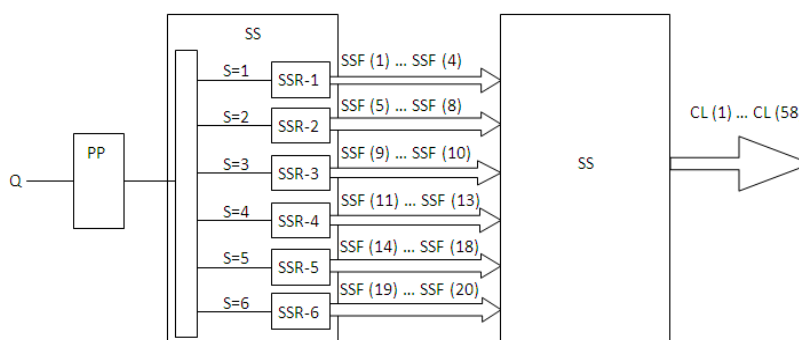 SS
S=1 SSR-1 SSF (1) ... SSF (4)
S=2 SSR-2 SSF (5) ... SSF (8)
CL (1) ... CL (58
PP
S=3 SSR-3 SSF (9) ... SSF (10)
SS
Q
S=4 SSR-4 SSF (11) ... SSF (13)
S=5 SSR-5 SSF (14) ... SSF (18)
S=6 SSR-6 SSF (19) ... SSF (20)